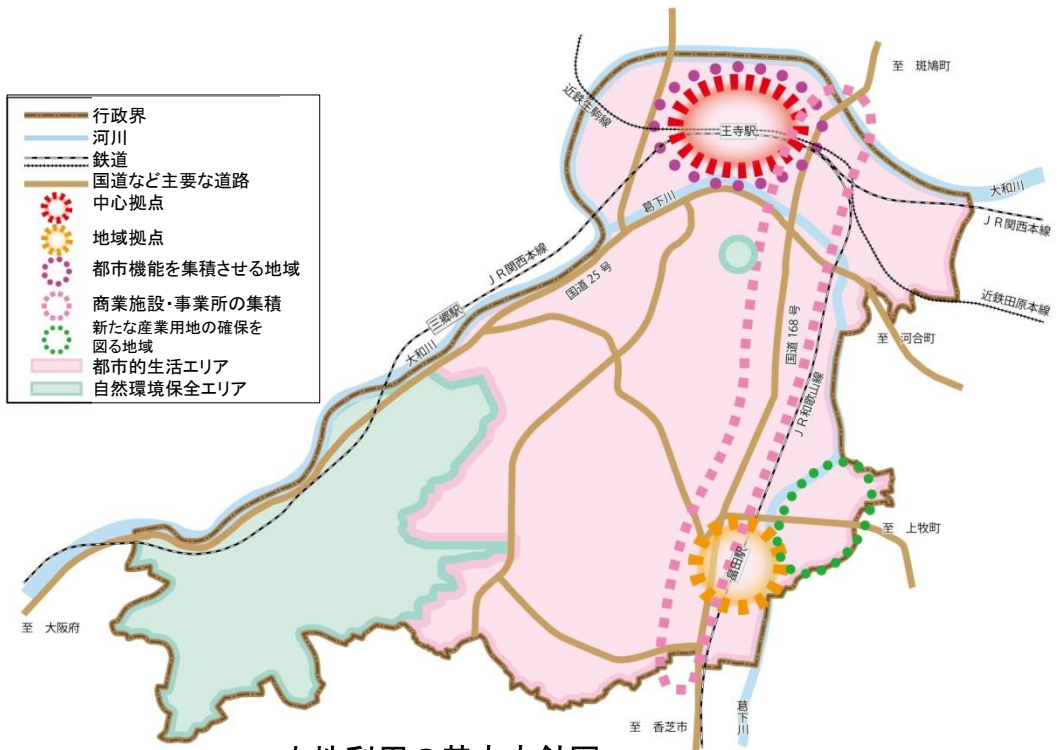 行政界
河川
鉄道
国道など主要な道路
中心拠点
地域拠点
都市機能を集積させる地域
商業施設・事業所の集積
新たな産業用地の確保を
図る地域
都市的生活エリア
自然環境保全エリア
至 斑鳩町
近鉄生駒線
王寺駅
大和川
葛下川
JR関西本線
JR関西本線
国道25号
近鉄田原本線
三郷駅
大和川
国道168号
至 河合町
JR和歌山線
至 上牧町
畠田駅
至 大阪府
至 香芝市
葛下川